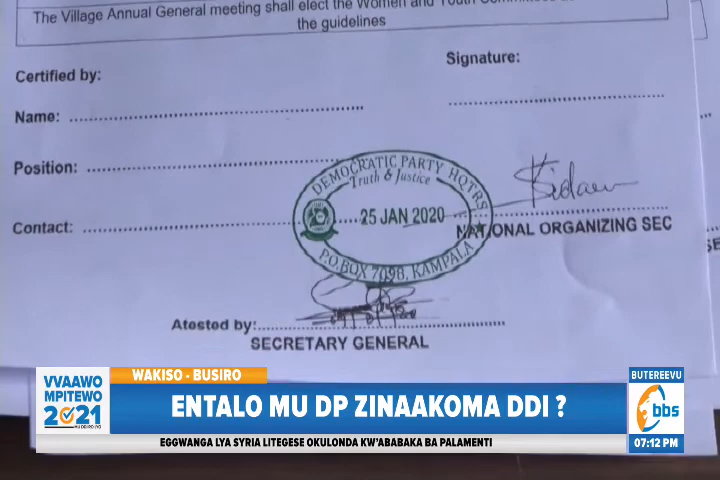 The Village Annual General meeting shall elect the Women and Youth
the guidelines
Certified by:
Signature:
Name:
Position:
Contact:
DEMOCRATIC PARTY HQTRS
Truth & Justice
25 JAN 2020
P.O.BOX 7098, KAMPALA
NATIONAL ORGANIZING SEC
Atested by:
SECRETARY GENERAL
VVAAWO
MPITEWO
2021
WAKISO - BUSIRO
ENTALO MU DP ZINAAKOMA DDI ?
EGGWANGA LYA SYRIA LITEGESE OKULONDA KW'ABABAKA BA PALAMENTI
BUTEREEVU
bbs
07:12 PM